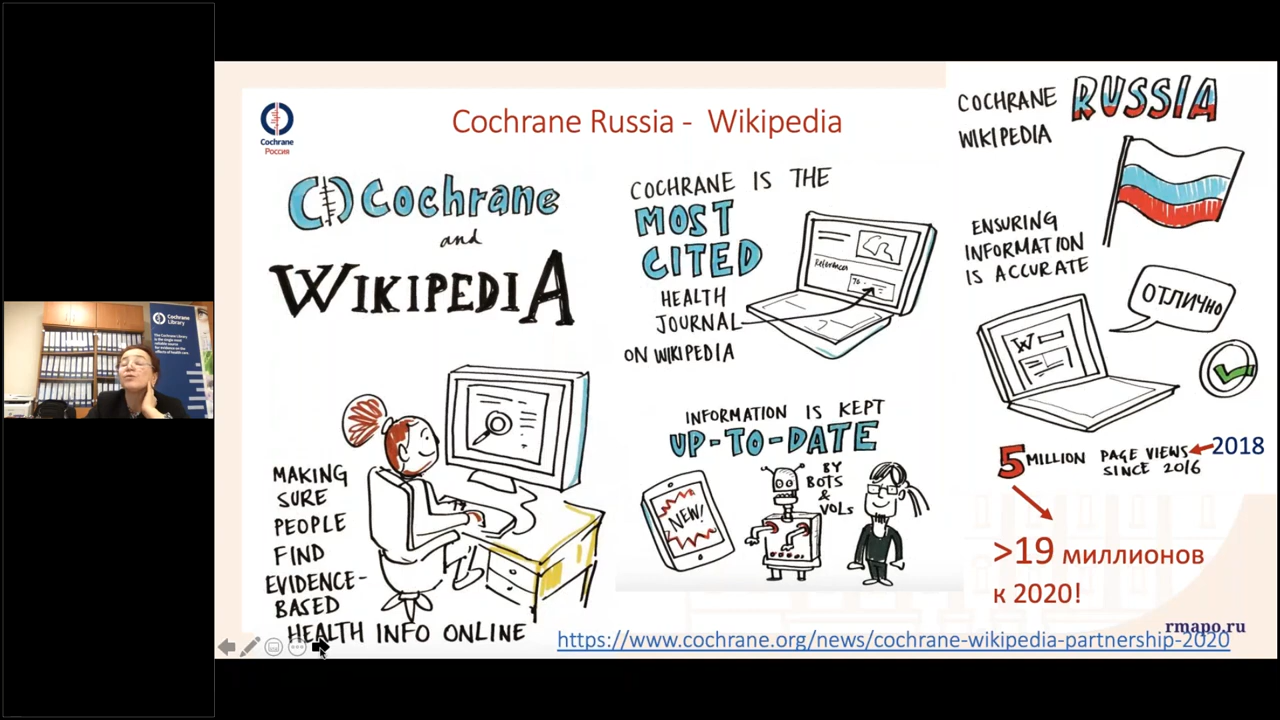 Cochrane
Россия
Cochrane Russia - Wikipedia
Cochrane
and
WIKIPEDIA
MAKING
SURE
PEOPLE
FIND
EVIDENCE-
BASED
HEALTH INFO ONLINE
COCHRANE IS THE
MOST
CITED
HEALTH
JOURNAL
ON WIKIPEDIA
References
INFORMATION IS KEPT
UP-TO-DATE
BY
BOTS
&
VOLs
NEW!
COCHRANE RUSSIA
WIKIPEDIA
ENSURING
INFORMATION
IS ACCURATE
ОТЛИЧНО
W
5 MILLION PAGE VIEWS
SINCE 2016
2018
>19 миллионов
к 2020!
rmapo.ru
https://www.cochrane.org/news/cochrane-wikipedia-partnership-2020
Cochrane
Library